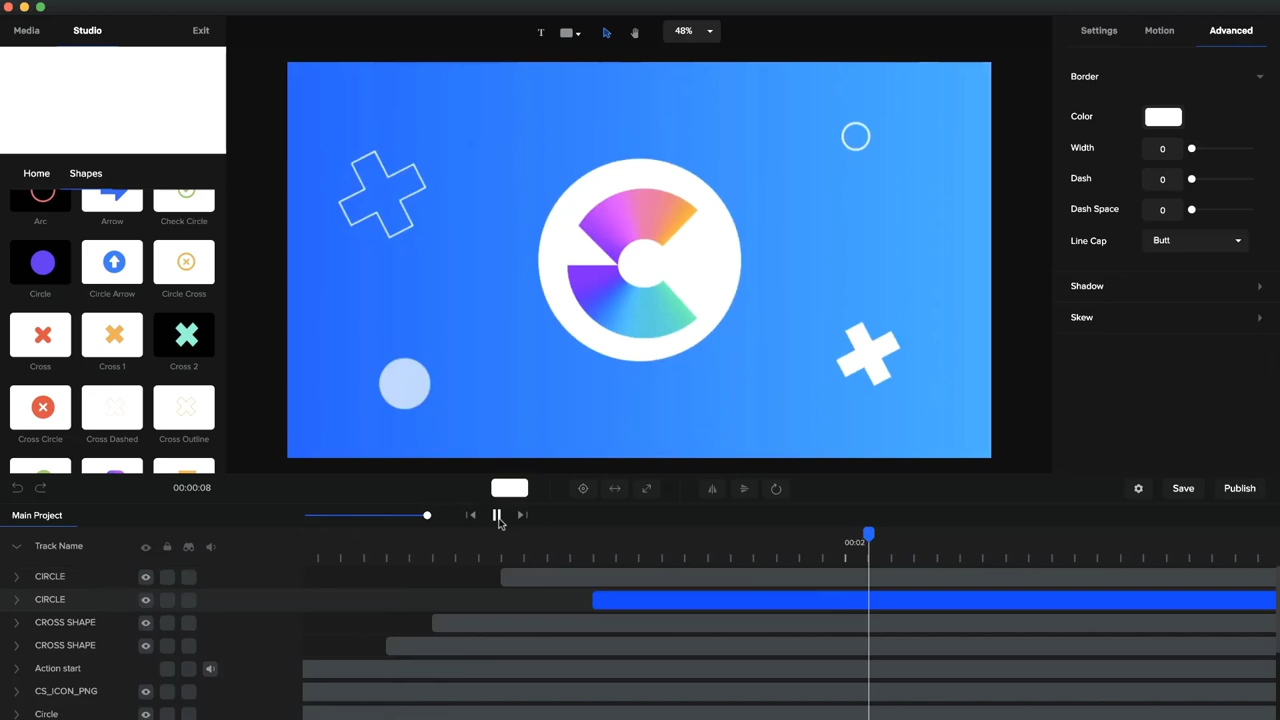 Media Studio Exit
T 48%
Settings Motion Advanced
Border
Color
Width 0
Dash 0
Dash Space 0
Line Cap Butt
Shadow
Skew
Home Shapes
Arc Arrow Check Circle
Circle Circle Arrow Circle Cross
Cross Cross 1 Cross 2
Cross Circle Cross Dashed Cross Outline
00:00:08
Save Publish
Main Project
Track Name
00:02
CIRCLE
CIRCLE
CROSS SHAPE
CROSS SHAPE
Action start
CS_ICON_PNG
Circle